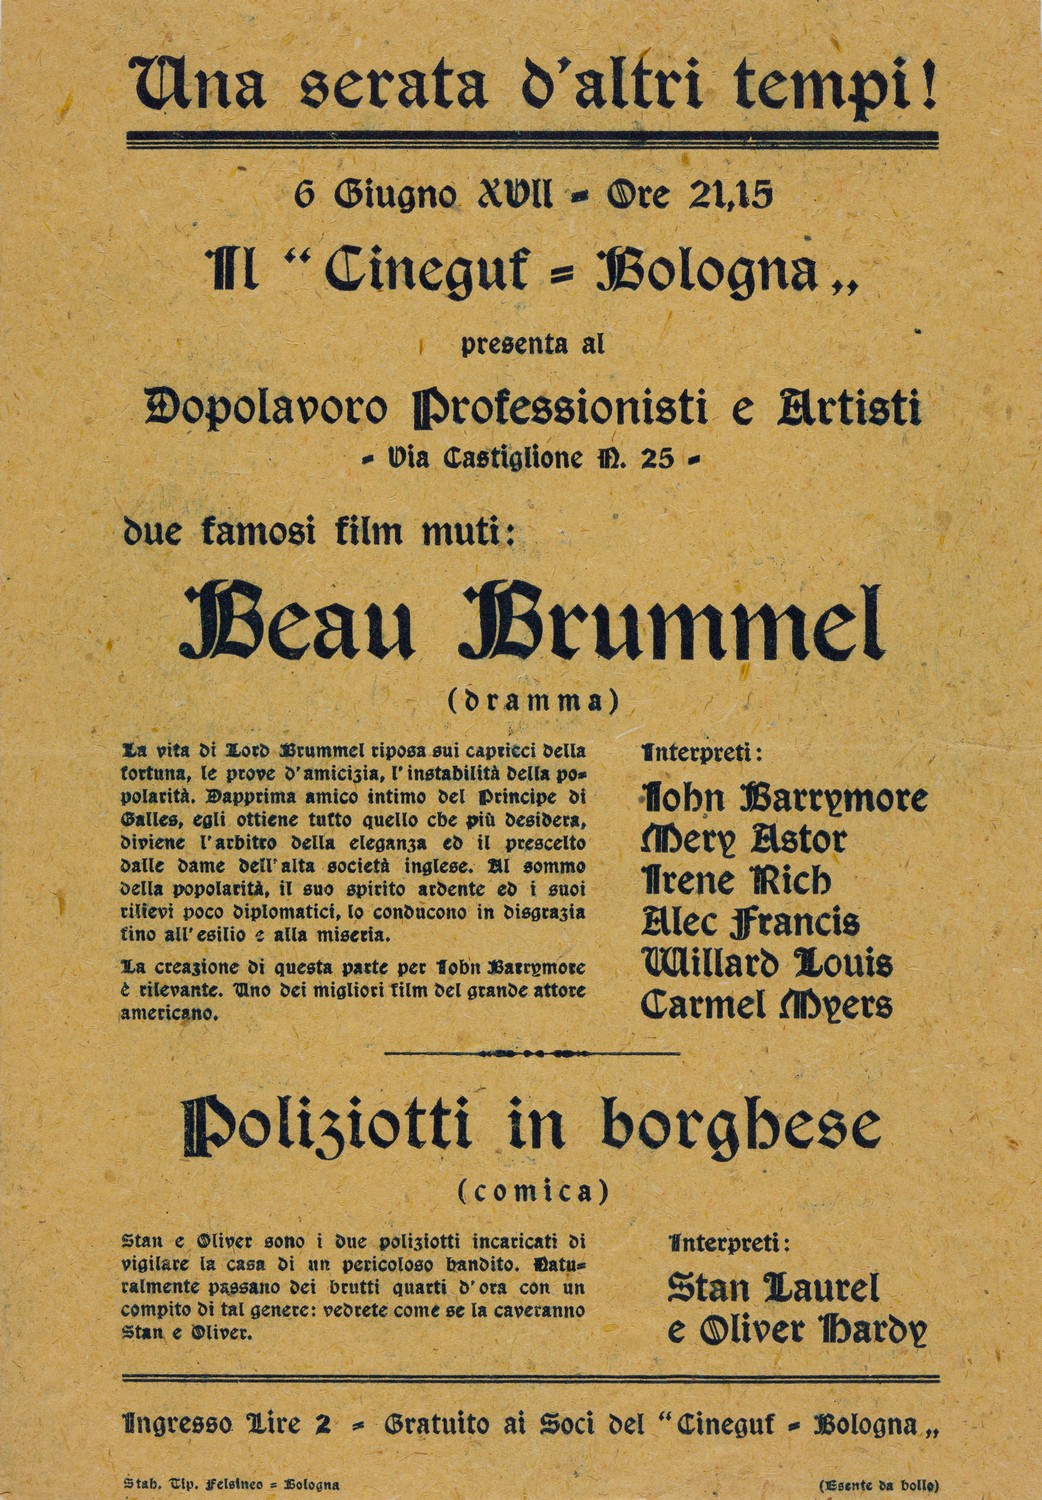 Una serata d'altri tempi!
6 Giugno XVII - Ore 21,15
Il “Cineguf = Bologna„
presenta al
Dopolavoro Professionisti e Artisti
- Via Castiglione N. 25 -
due famosi film muti:
Beau Brummel
(dramma)
La vita di Lord Brummel riposa sui capricci della
fortuna, le prove d'amicizia, l'instabilità della po=
polarità. Dapprima amico intimo del Principe di
Galles, egli ottiene tutto quello che più desidera,
diviene l'arbitro della eleganza ed il prescelto
dalle dame dell'alta società inglese. Al sommo
della popolarità, il suo spirito ardente ed i suoi
rilievi poco diplomatici, lo conducono in disgrazia
fino all'esilio e alla miseria.
La creazione di questa parte per John Barrymore
è rilevante. Uno dei migliori film del grande attore
americano.
Interpreti:
John Barrymore
Mery Astor
Irene Rich
Alec Francis
Willard Louis
Carmel Myers
Poliziotti in borghese
(comica)
Stan e Oliver sono i due poliziotti incaricati di
vigilare la casa di un pericoloso bandito. Natu=
ralmente passano dei brutti quarti d'ora con un
compito di tal genere: vedrete come se la caveranno
Stan e Oliver.
Interpreti:
Stan Laurel
e Oliver Hardy
Ingresso Lire 2 - Gratuito ai Soci del “Cineguf - Bologna„
Stab. Tip. Felsineo = Bologna
(Esente da bollo)